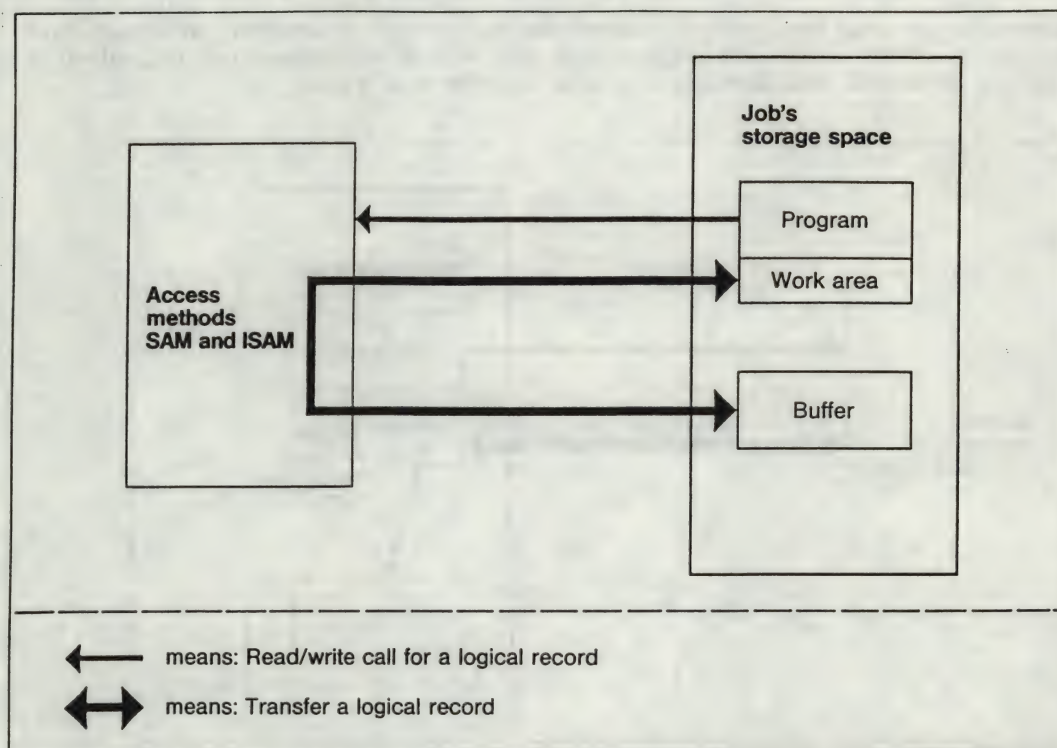 Job's
storage space
Program
Work area
Access
methods
SAM and ISAM
Buffer
means: Read/write call for a logical record
means: Transfer a logical record